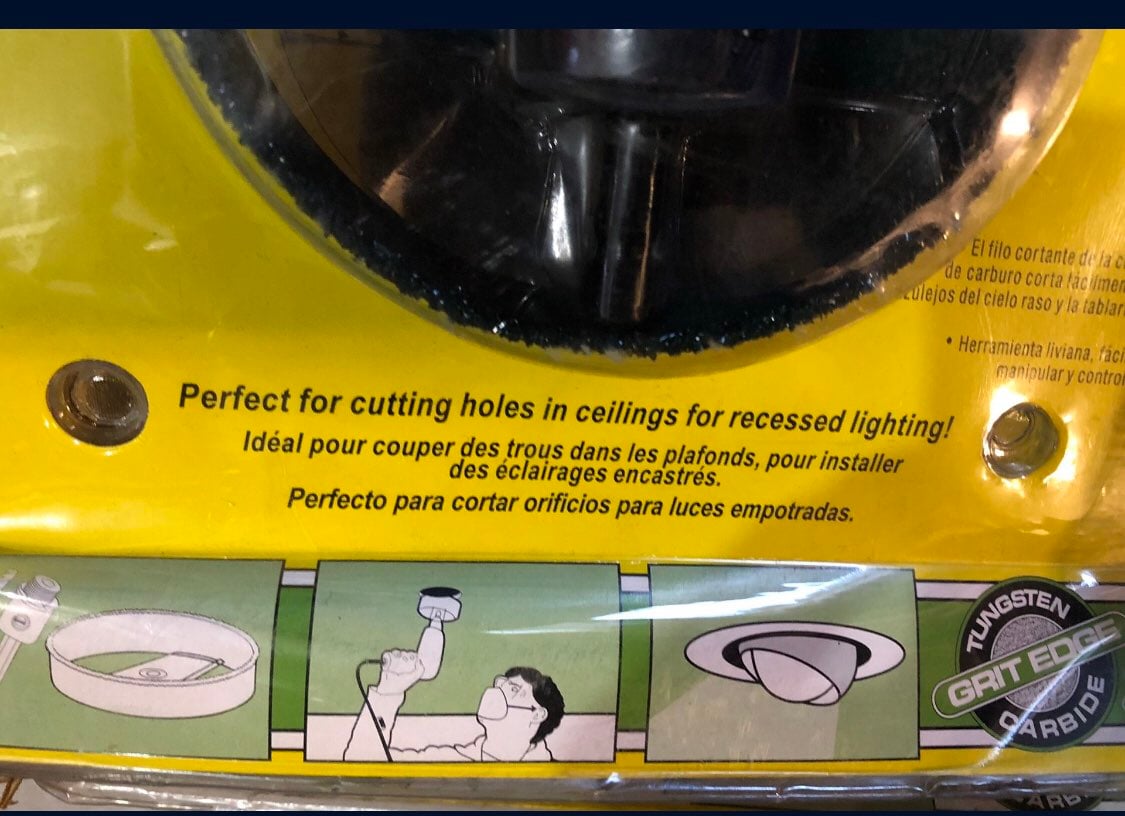 El filo cortante de la
de carburo corta
del cielo raso y la
• Herramienta liviana,
manipular y
Perfect for cutting holes in ceilings for recessed lighting!
Idéal pour couper des trous dans les plafonds, pour installer
des éclairages encastrés.
Perfecto para cortar orificios para luces empotradas.
TUNGSTEN
GRIT EDGE
CARBIDE